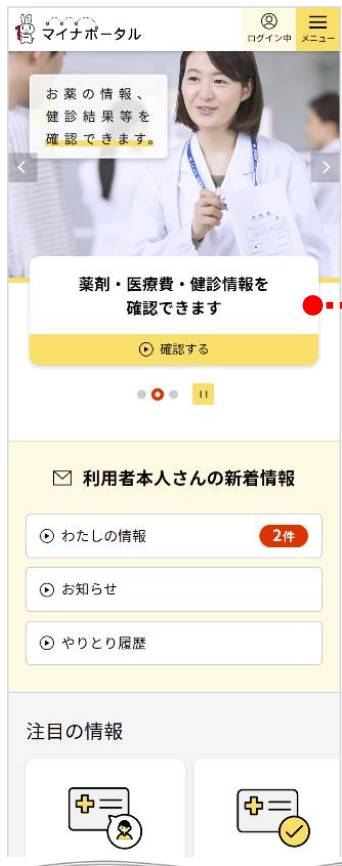 マイナポータル
ログイン中
メニュー
お薬の情報、
健診結果等を
確認できます。
薬剤・医療費・健診情報を
確認できます
確認する
利用者本人さんの新着情報
わたしの情報
2件
お知らせ
やりとり履歴
注目の情報